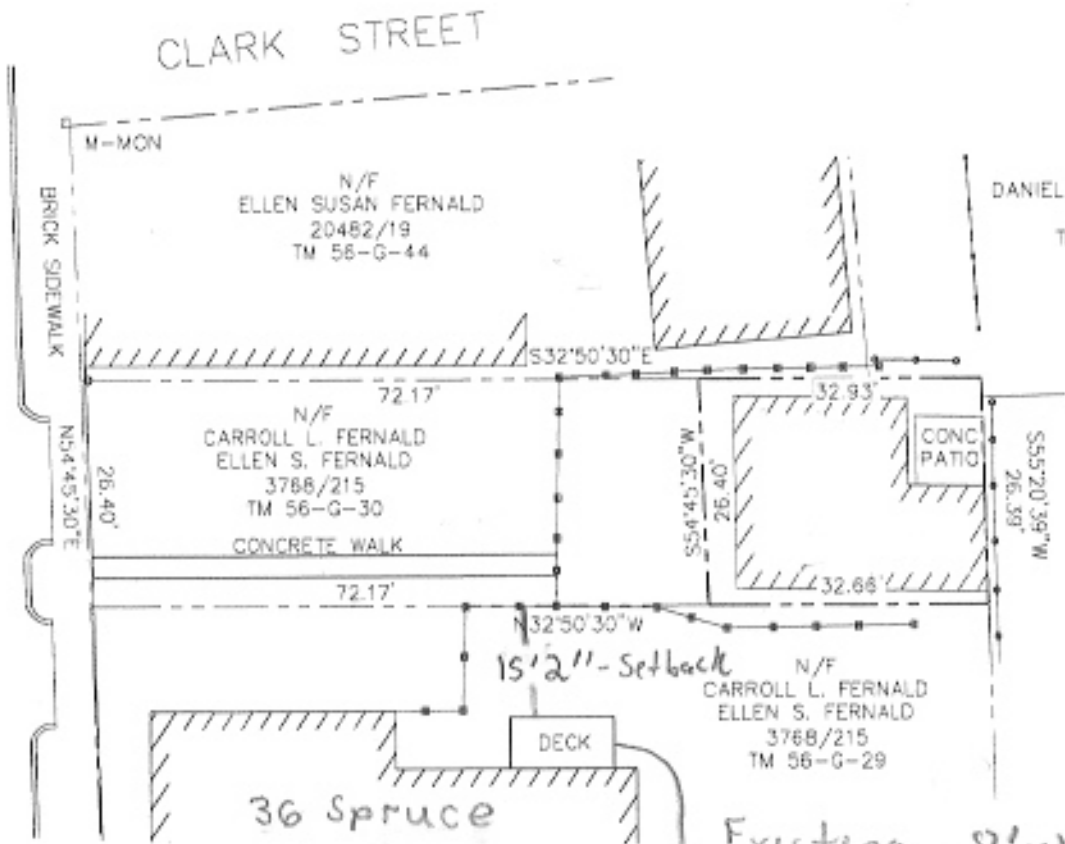 CLARK STREET
M-MON
BRICK SIDEWALK
N/F
ELLEN SUSAN FERNALD
20482/19
TM 56-G-44
DANIEL
T
S32°50'30"E
72.17'
32.93'
N/F
CARROLL L. FERNALD
ELLEN S. FERNALD
3768/215
TM 56-G-30
N54°45'30"E
26.40'
S54°45'30"W
26.40'
CONC
PATIO
S55°20'39"W
26.39'
CONCRETE WALK
72.17'
32.66'
N32°50'30"W
15'2"-Setback
N/F
CARROLL L. FERNALD
ELLEN S. FERNALD
3768/215
TM 56-G-29
DECK
36 Spruce
Existing